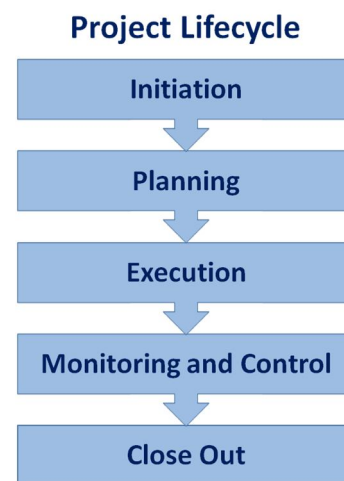 Project Lifecycle
Initiation
Planning
Execution
Monitoring and Control
Close Out